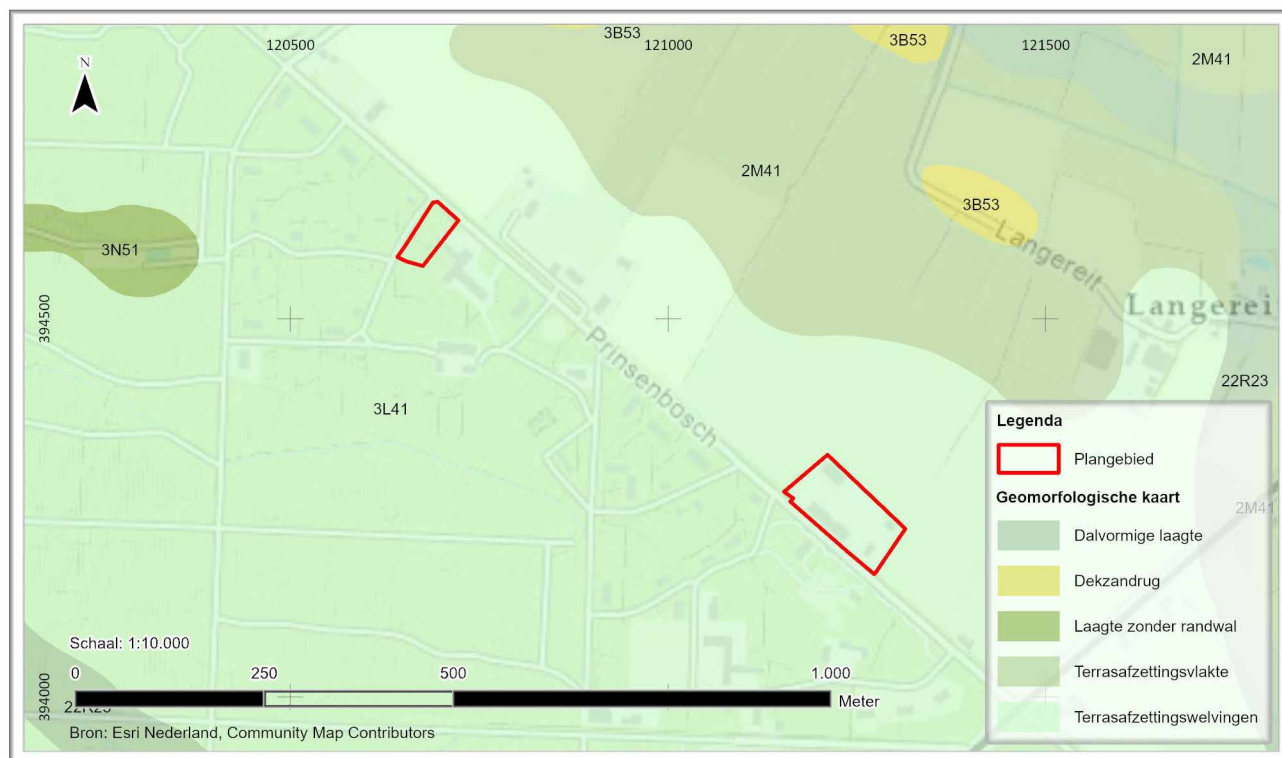 3B53
120500
121000
3B53
121500
2M41
N
2M41
3B53
3N51
Langereit
Langerei
394500
Prinsenbosch
22R23
3L41
Legenda
Plangebied
Geomorfologische kaart
2M41
Dalvormige laagte
Dekzandrug
Laagte zonder randwal
Schaal: 1:10.000
Terrasafzettingsvlakte
0 250 500 1.000
394000
Meter
22R23
Terrasafzettingswelvingen
Bron: Esri Nederland, Community Map Contributors